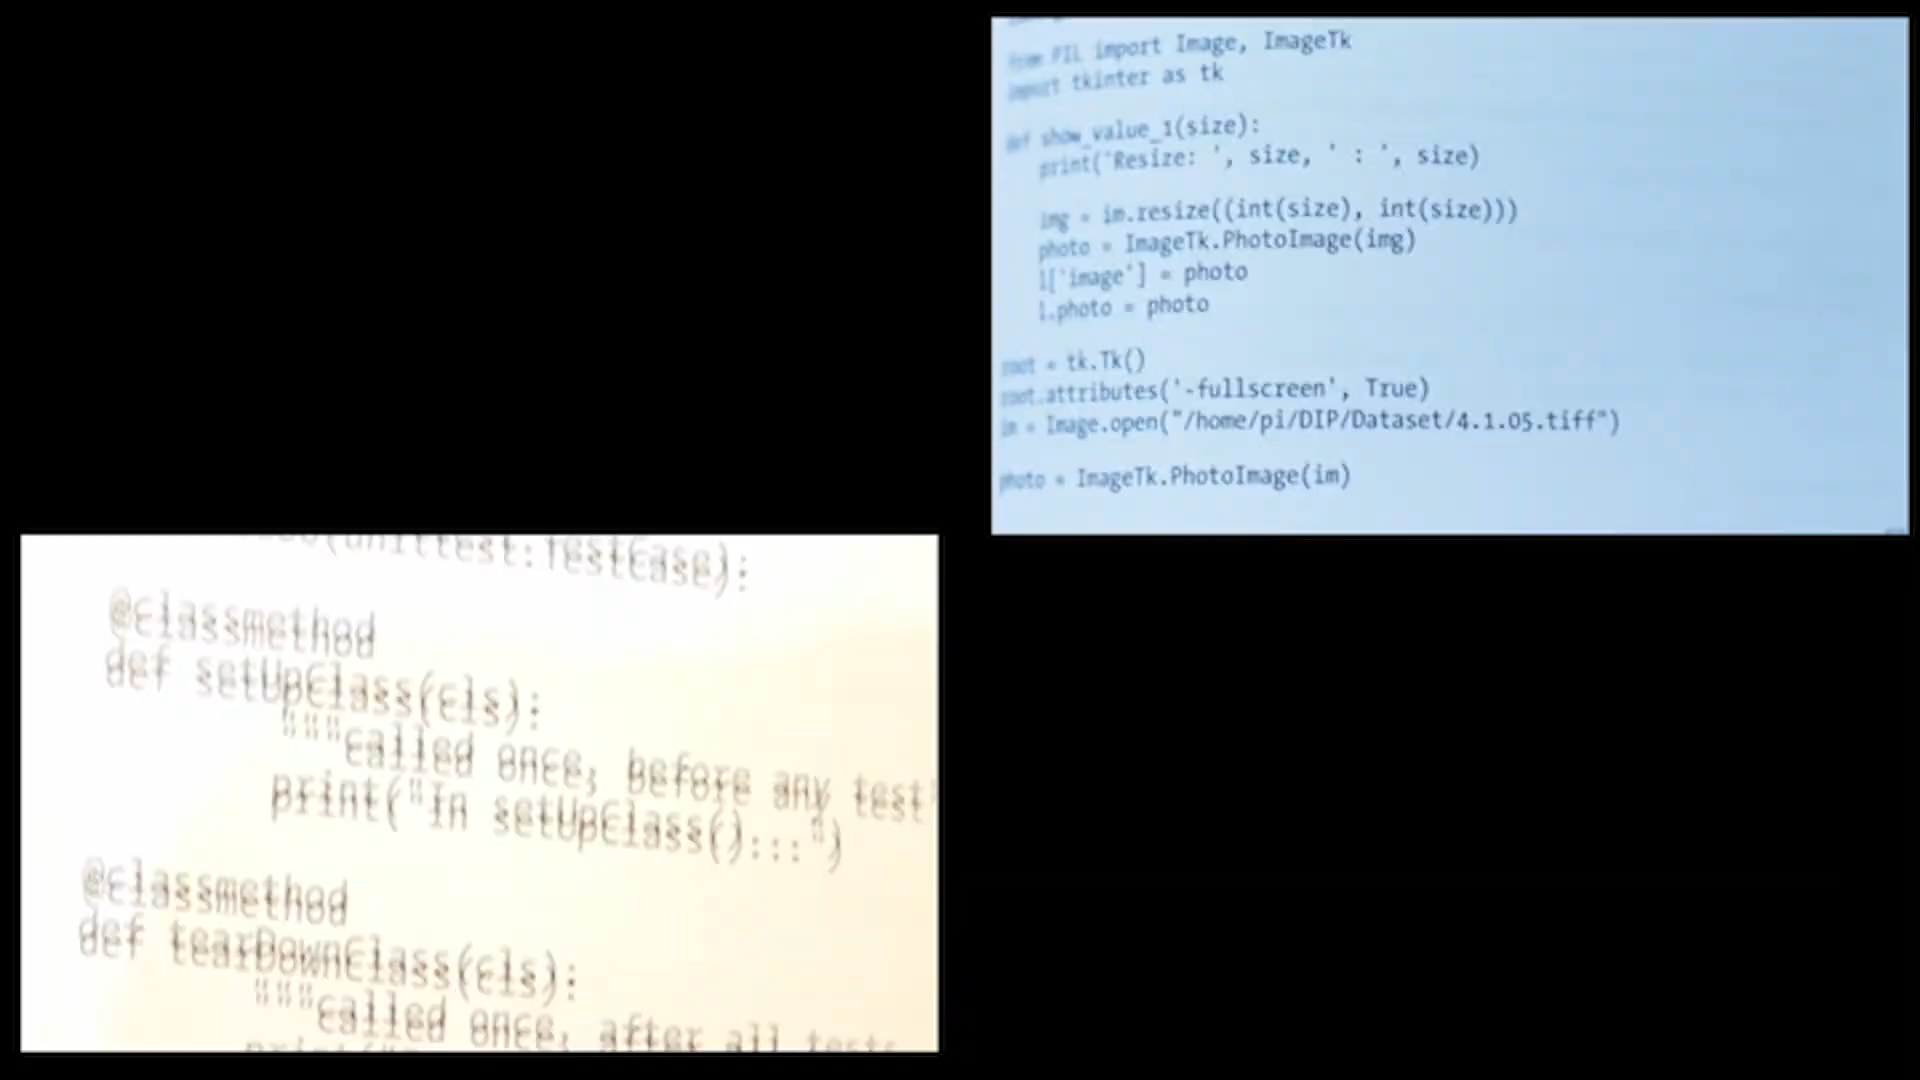 from PIL import Image, ImageTk
import tkinter as tk
def show_value_1(size):
print('Resize: ', size, ' : ', size)
img = im.resize((int(size), int(size)))
photo = ImageTk.PhotoImage(img)
l['image'] = photo
l.photo = photo
root = tk.Tk()
root.attributes('-fullscreen', True)
im = Image.open("/home/pi/DIP/Dataset/4.1.05.tiff")
photo = ImageTk.PhotoImage(im)
(unittest.TestCase):
@classmethod
def setUpClass(cls):
"""called once, before any test
print("In setUpClass()...")
@classmethod
def tearDownClass(cls):
"""called once, after all tests
print("